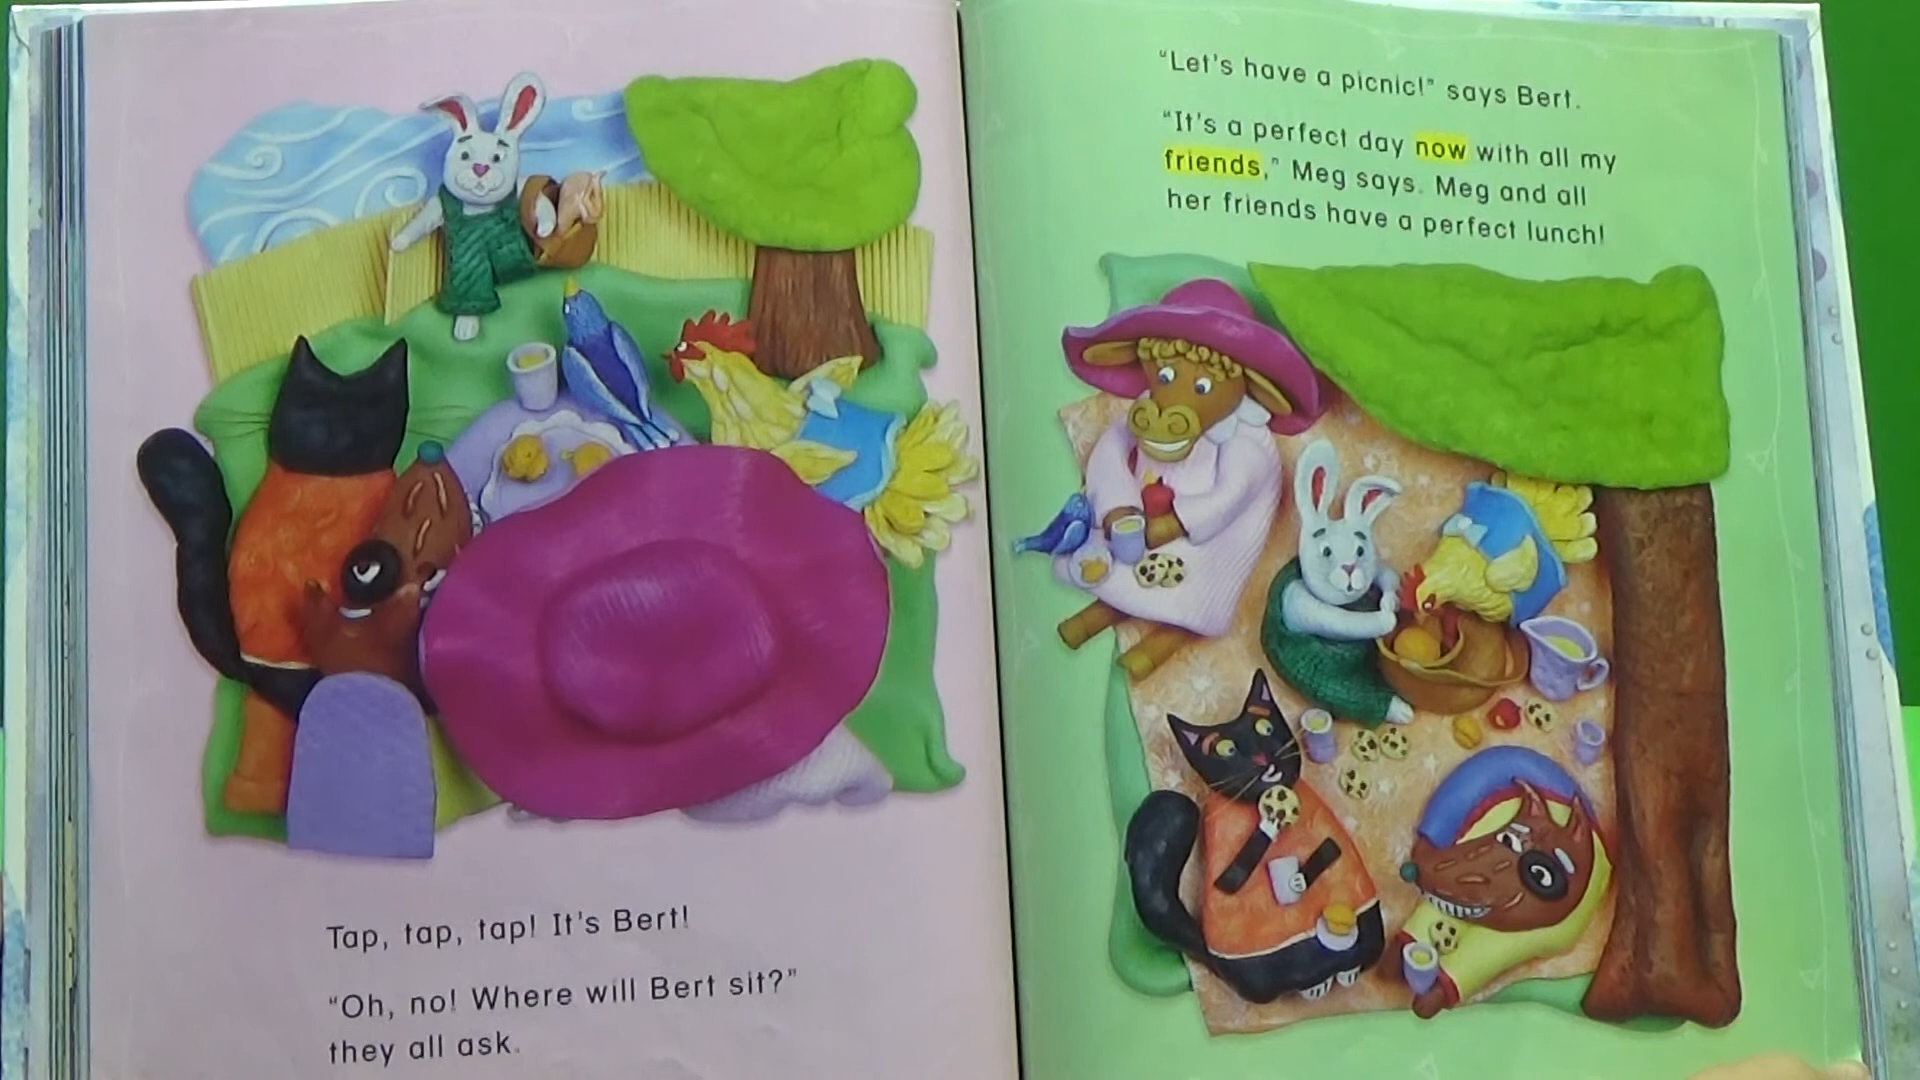 Tap, tap, tap! It's Bert!
"Oh, no! Where will Bert sit?"
they all ask.
"Let's have a picnic!" says Bert.
"It's a perfect day now with all my
friends," Meg says. Meg and all
her friends have a perfect lunch!